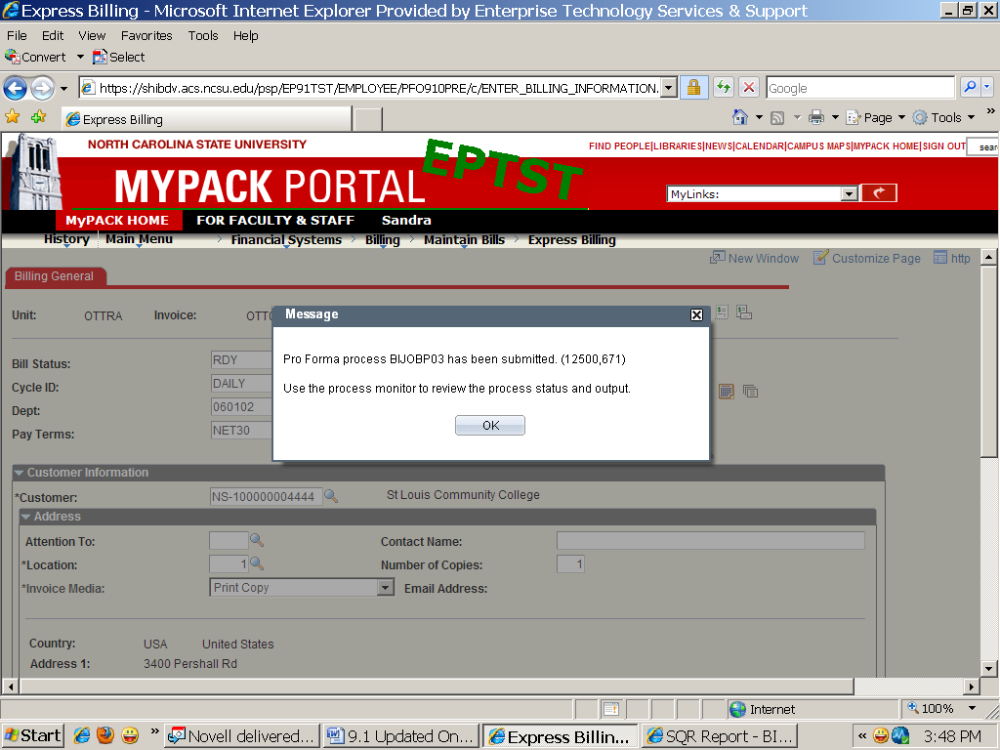 Express Billing - Microsoft Internet Explorer Provided by Enterprise Technology Services & Support
File Edit View Favorites Tools Help
Convert Select
https://shibdv.acs.ncsu.edu/psp/EP91TST/EMPLOYEE/PFO910PRE/c/ENTER_BILLING_INFORMATION. Google
Express Billing Page Tools »
NORTH CAROLINA STATE UNIVERSITY FIND PEOPLE|LIBRARIES|NEWS|CALENDAR|CAMPUS MAPS|MYPACK HOME|SIGN OUT sear
MYPACK PORTAL EPTST
MyLinks:
MyPACK HOME FOR FACULTY & STAFF Sandra
History Main Menu > Financial Systems > Billing > Maintain Bills > Express Billing
New Window Customize Page http
Billing General
Unit: OTTRA Invoice: OTT
Message
Pro Forma process BIJOBP03 has been submitted. (12500,671)
Use the process monitor to review the process status and output.
OK
Bill Status: RDY
Cycle ID: DAILY
Dept: 060102
Pay Terms: NET30
Customer Information
*Customer: NS-100000004444 St Louis Community College
Address
Attention To: Contact Name:
*Location: 1 Number of Copies: 1
*Invoice Media: Print Copy Email Address:
Country: USA United States
Address 1: 3400 Pershall Rd
Internet 100%
Start » Novell delivered... 9.1 Updated On... Express Billin... SQR Report - BI... « 3:48 PM